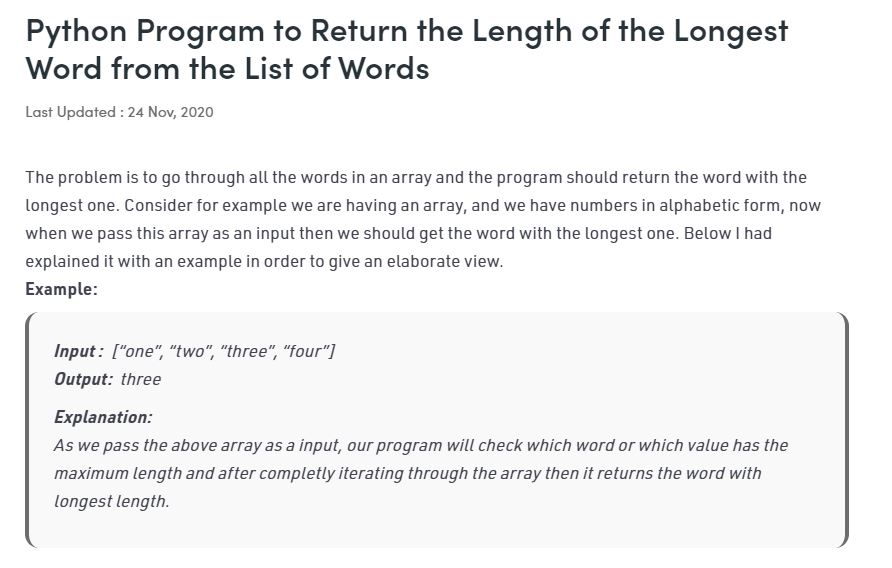 Python Program to Return the Length of the Longest
Word from the List of Words
Last Updated : 24 Nov, 2020
The problem is to go through all the words in an array and the program should return the word with the
longest one. Consider for example we are having an array, and we have numbers in alphabetic form, now
when we pass this array as an input then we should get the word with the longest one. Below I had
explained it with an example in order to give an elaborate view.
Example:
Input : [“one”, “two”, “three”, “four”]
Output: three
Explanation:
As we pass the above array as a input, our program will check which word or which value has the
maximum length and after completly iterating through the array then it returns the word with
longest length.